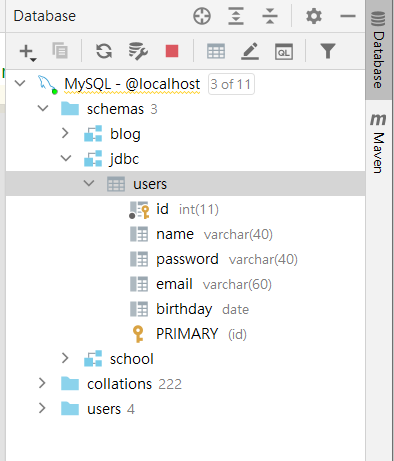 Database
QL
MySQL - @localhost 3 of 11
schemas 3
blog
jdbc
users
id int(11)
name varchar(40)
password varchar(40)
email varchar(60)
birthday date
PRIMARY (id)
school
collations 222
users 4
Database
m Maven